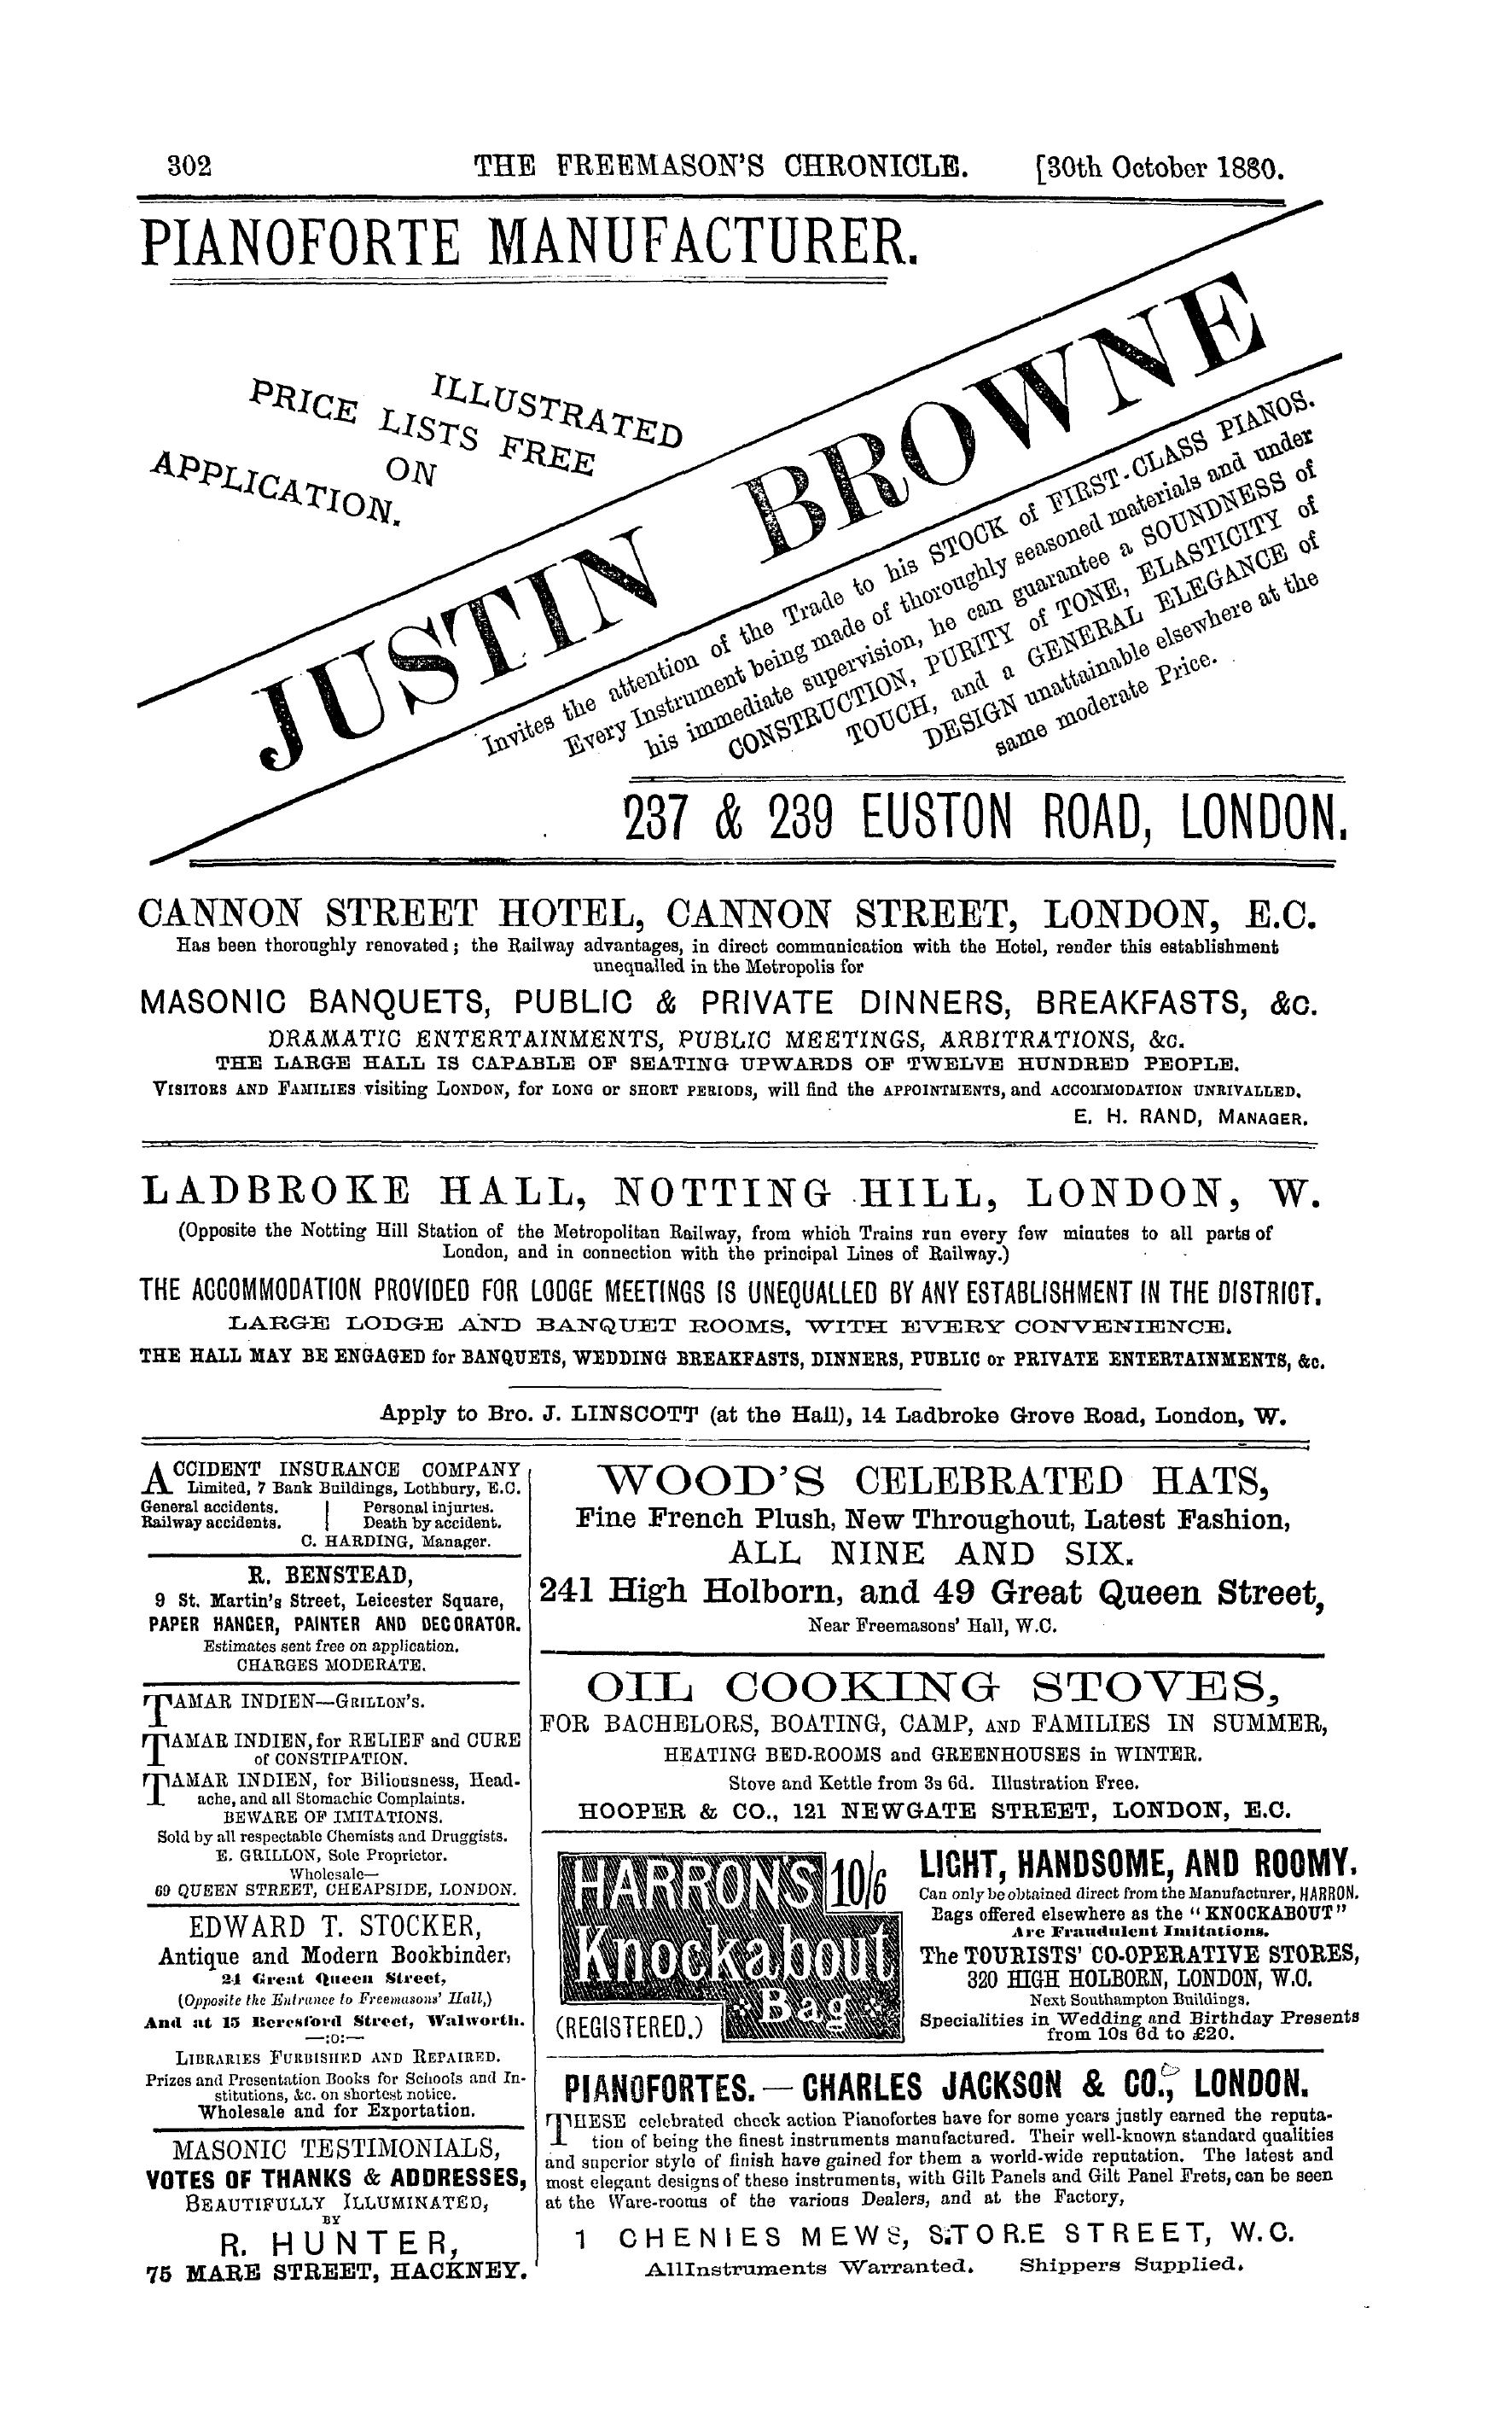 302 THE FREEMASON'S CHRONICLE. [30th October 1880.
PIANOFORTE MANUFACTURER.
ILLUSTRATED
PRICE LISTS FREE
ON
APPLICATION.
JUSTIN BROWNE
Invites the attention of the Trade to his STOCK of FIRST-CLASS PIANOS.
Every Instrument being made of thoroughly seasoned materials and under
his immediate supervision, he can guarantee a SOUNDNESS of
CONSTRUCTION, PURITY of TONE, ELASTICITY of
TOUCH, and a GENERAL ELEGANCE of
DESIGN unattainable elsewhere at the
same moderate Price.
237 & 239 EUSTON ROAD, LONDON.
CANNON STREET HOTEL, CANNON STREET, LONDON, E.C.
Has been thoroughly renovated; the Railway advantages, in direct communication with the Hotel, render this establishment
unequalled in the Metropolis for
MASONIC BANQUETS, PUBLIC & PRIVATE DINNERS, BREAKFASTS, &c.
DRAMATIC ENTERTAINMENTS, PUBLIC MEETINGS, ARBITRATIONS, &c.
THE LARGE HALL IS CAPABLE OF SEATING UPWARDS OF TWELVE HUNDRED PEOPLE.
VISITORS AND FAMILIES visiting LONDON, for LONG or SHORT PERIODS, will find the APPOINTMENTS, and ACCOMMODATION UNRIVALLED.
E. H. RAND, MANAGER.
LADBROKE HALL, NOTTING HILL, LONDON, W.
(Opposite the Notting Hill Station of the Metropolitan Railway, from which Trains run every few minutes to all parts of
London, and in connection with the principal Lines of Railway.)
THE ACCOMMODATION PROVIDED FOR LODGE MEETINGS IS UNEQUALLED BY ANY ESTABLISHMENT IN THE DISTRICT.
LARGE LODGE AND BANQUET ROOMS, WITH EVERY CONVENIENCE.
THE HALL MAY BE ENGAGED for BANQUETS, WEDDING BREAKFASTS, DINNERS, PUBLIC or PRIVATE ENTERTAINMENTS, &c.
Apply to Bro. J. LINSCOTT (at the Hall), 14 Ladbroke Grove Road, London, W.
ACCIDENT INSURANCE COMPANY
Limited, 7 Bank Buildings, Lothbury, E.C.
General accidents. | Personal injuries.
Railway accidents. | Death by accident.
C. HARDING, Manager.
R. BENSTEAD,
9 St. Martin's Street, Leicester Square,
PAPER HANGER, PAINTER AND DECORATOR.
Estimates sent free on application.
CHARGES MODERATE.
TAMAR INDIEN—GRILLON'S.
TAMAR INDIEN, for RELIEF and CURE
of CONSTIPATION.
TAMAR INDIEN, for Biliousness, Head-
ache, and all Stomachic Complaints.
BEWARE OF IMITATIONS.
Sold by all respectable Chemists and Druggists.
E. GRILLON, Sole Proprietor.
Wholesale—
69 QUEEN STREET, CHEAPSIDE, LONDON.
EDWARD T. STOCKER,
Antique and Modern Bookbinder,
24 Great Queen Street,
(Opposite the Entrance to Freemasons' Hall,)
And at 15 Beresford Street, Walworth.
—:o:—
LIBRARIES FURBISHED AND REPAIRED.
Prizes and Presentation Books for Schools and In-
stitutions, &c. on shortest notice.
Wholesale and for Exportation.
MASONIC TESTIMONIALS,
VOTES OF THANKS & ADDRESSES,
BEAUTIFULLY ILLUMINATED,
BY
R. HUNTER,
75 MARE STREET, HACKNEY.
WOOD'S CELEBRATED HATS,
Fine French Plush, New Throughout, Latest Fashion,
ALL NINE AND SIX.
241 High Holborn, and 49 Great Queen Street,
Near Freemasons' Hall, W.C.
OIL COOKING STOVES,
FOR BACHELORS, BOATING, CAMP, AND FAMILIES IN SUMMER,
HEATING BED-ROOMS and GREENHOUSES in WINTER.
Stove and Kettle from 3s 6d. Illustration Free.
HOOPER & CO., 121 NEWGATE STREET, LONDON, E.C.
HARRON'S 10/6
Knockabout
Bag
(REGISTERED.)
LIGHT, HANDSOME, AND ROOMY.
Can only be obtained direct from the Manufacturer, HARRON.
Bags offered elsewhere as the "KNOCKABOUT"
Are Fraudulent Imitations.
The TOURISTS' CO-OPERATIVE STORES,
320 HIGH HOLBORN, LONDON, W.C.
Next Southampton Buildings.
Specialities in Wedding and Birthday Presents
from 10s 6d to £20.
PIANOFORTES.—CHARLES JACKSON & CO., LONDON.
THESE celebrated check action Pianofortes have for some years justly earned the reputa-
tion of being the finest instruments manufactured. Their well-known standard qualities
and superior style of finish have gained for them a world-wide reputation. The latest and
most elegant designs of these instruments, with Gilt Panels and Gilt Panel Frets, can be seen
at the Ware-rooms of the various Dealers, and at the Factory,
1 CHENIES MEWS, STORE STREET, W.C.
All Instruments Warranted. Shippers Supplied.